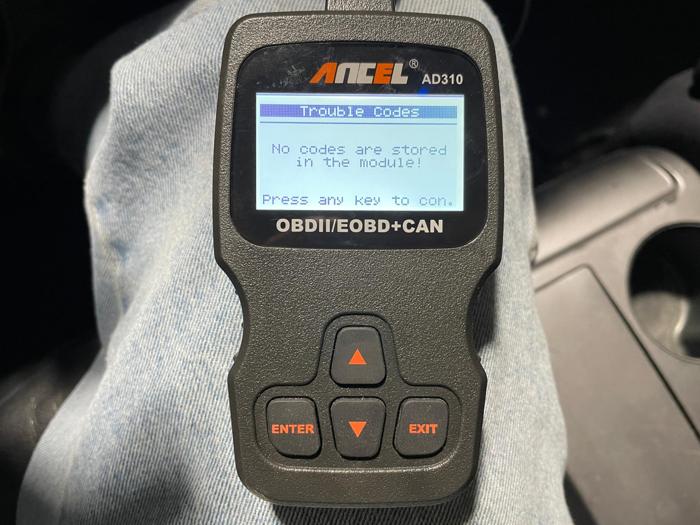 ANCEL®
AD310
Trouble Codes
No codes are stored
in the module!
Press any key to con.
OBDII/EOBD+CAN
ENTER
EXIT